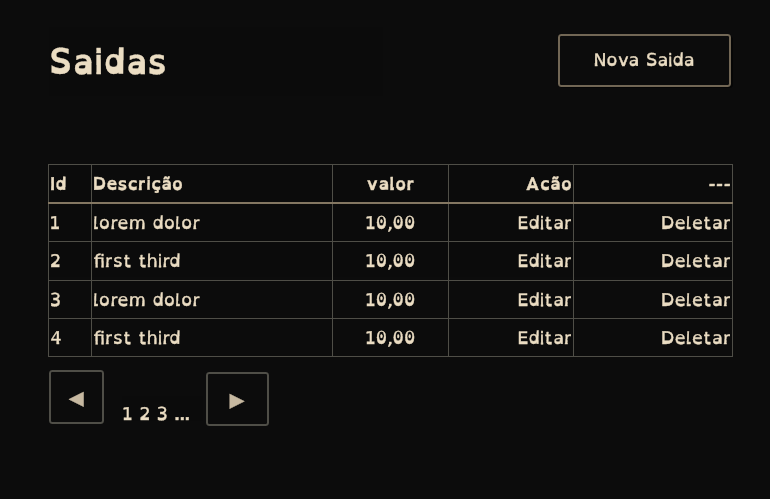 Saidas
Nova Saida
Id Descrição valor Acão ---
1 lorem dolor 10,00 Editar Deletar
2 first third 10,00 Editar Deletar
3 lorem dolor 10,00 Editar Deletar
4 first third 10,00 Editar Deletar
◀ 1 2 3 ... ▶